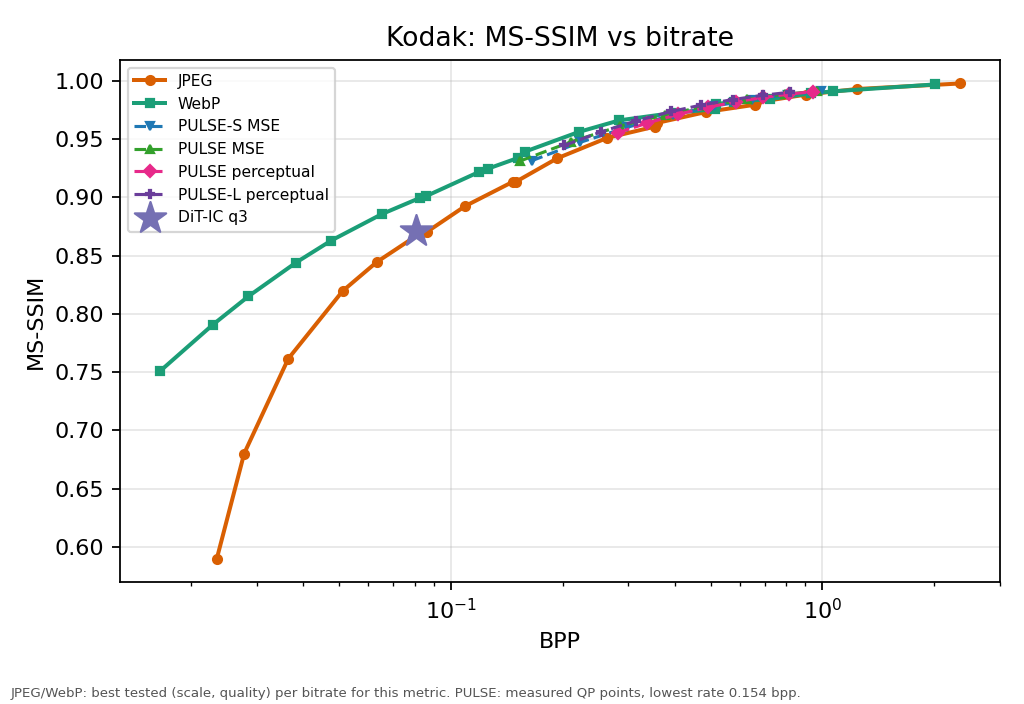 Kodak: MS-SSIM vs bitrate
JPEG
WebP
PULSE-S MSE
PULSE MSE
PULSE perceptual
PULSE-L perceptual
DiT-IC q3
MS-SSIM
1.00
0.95
0.90
0.85
0.80
0.75
0.70
0.65
0.60
10⁻¹
10⁰
BPP
JPEG/WebP: best tested (scale, quality) per bitrate for this metric. PULSE: measured QP points, lowest rate 0.154 bpp.